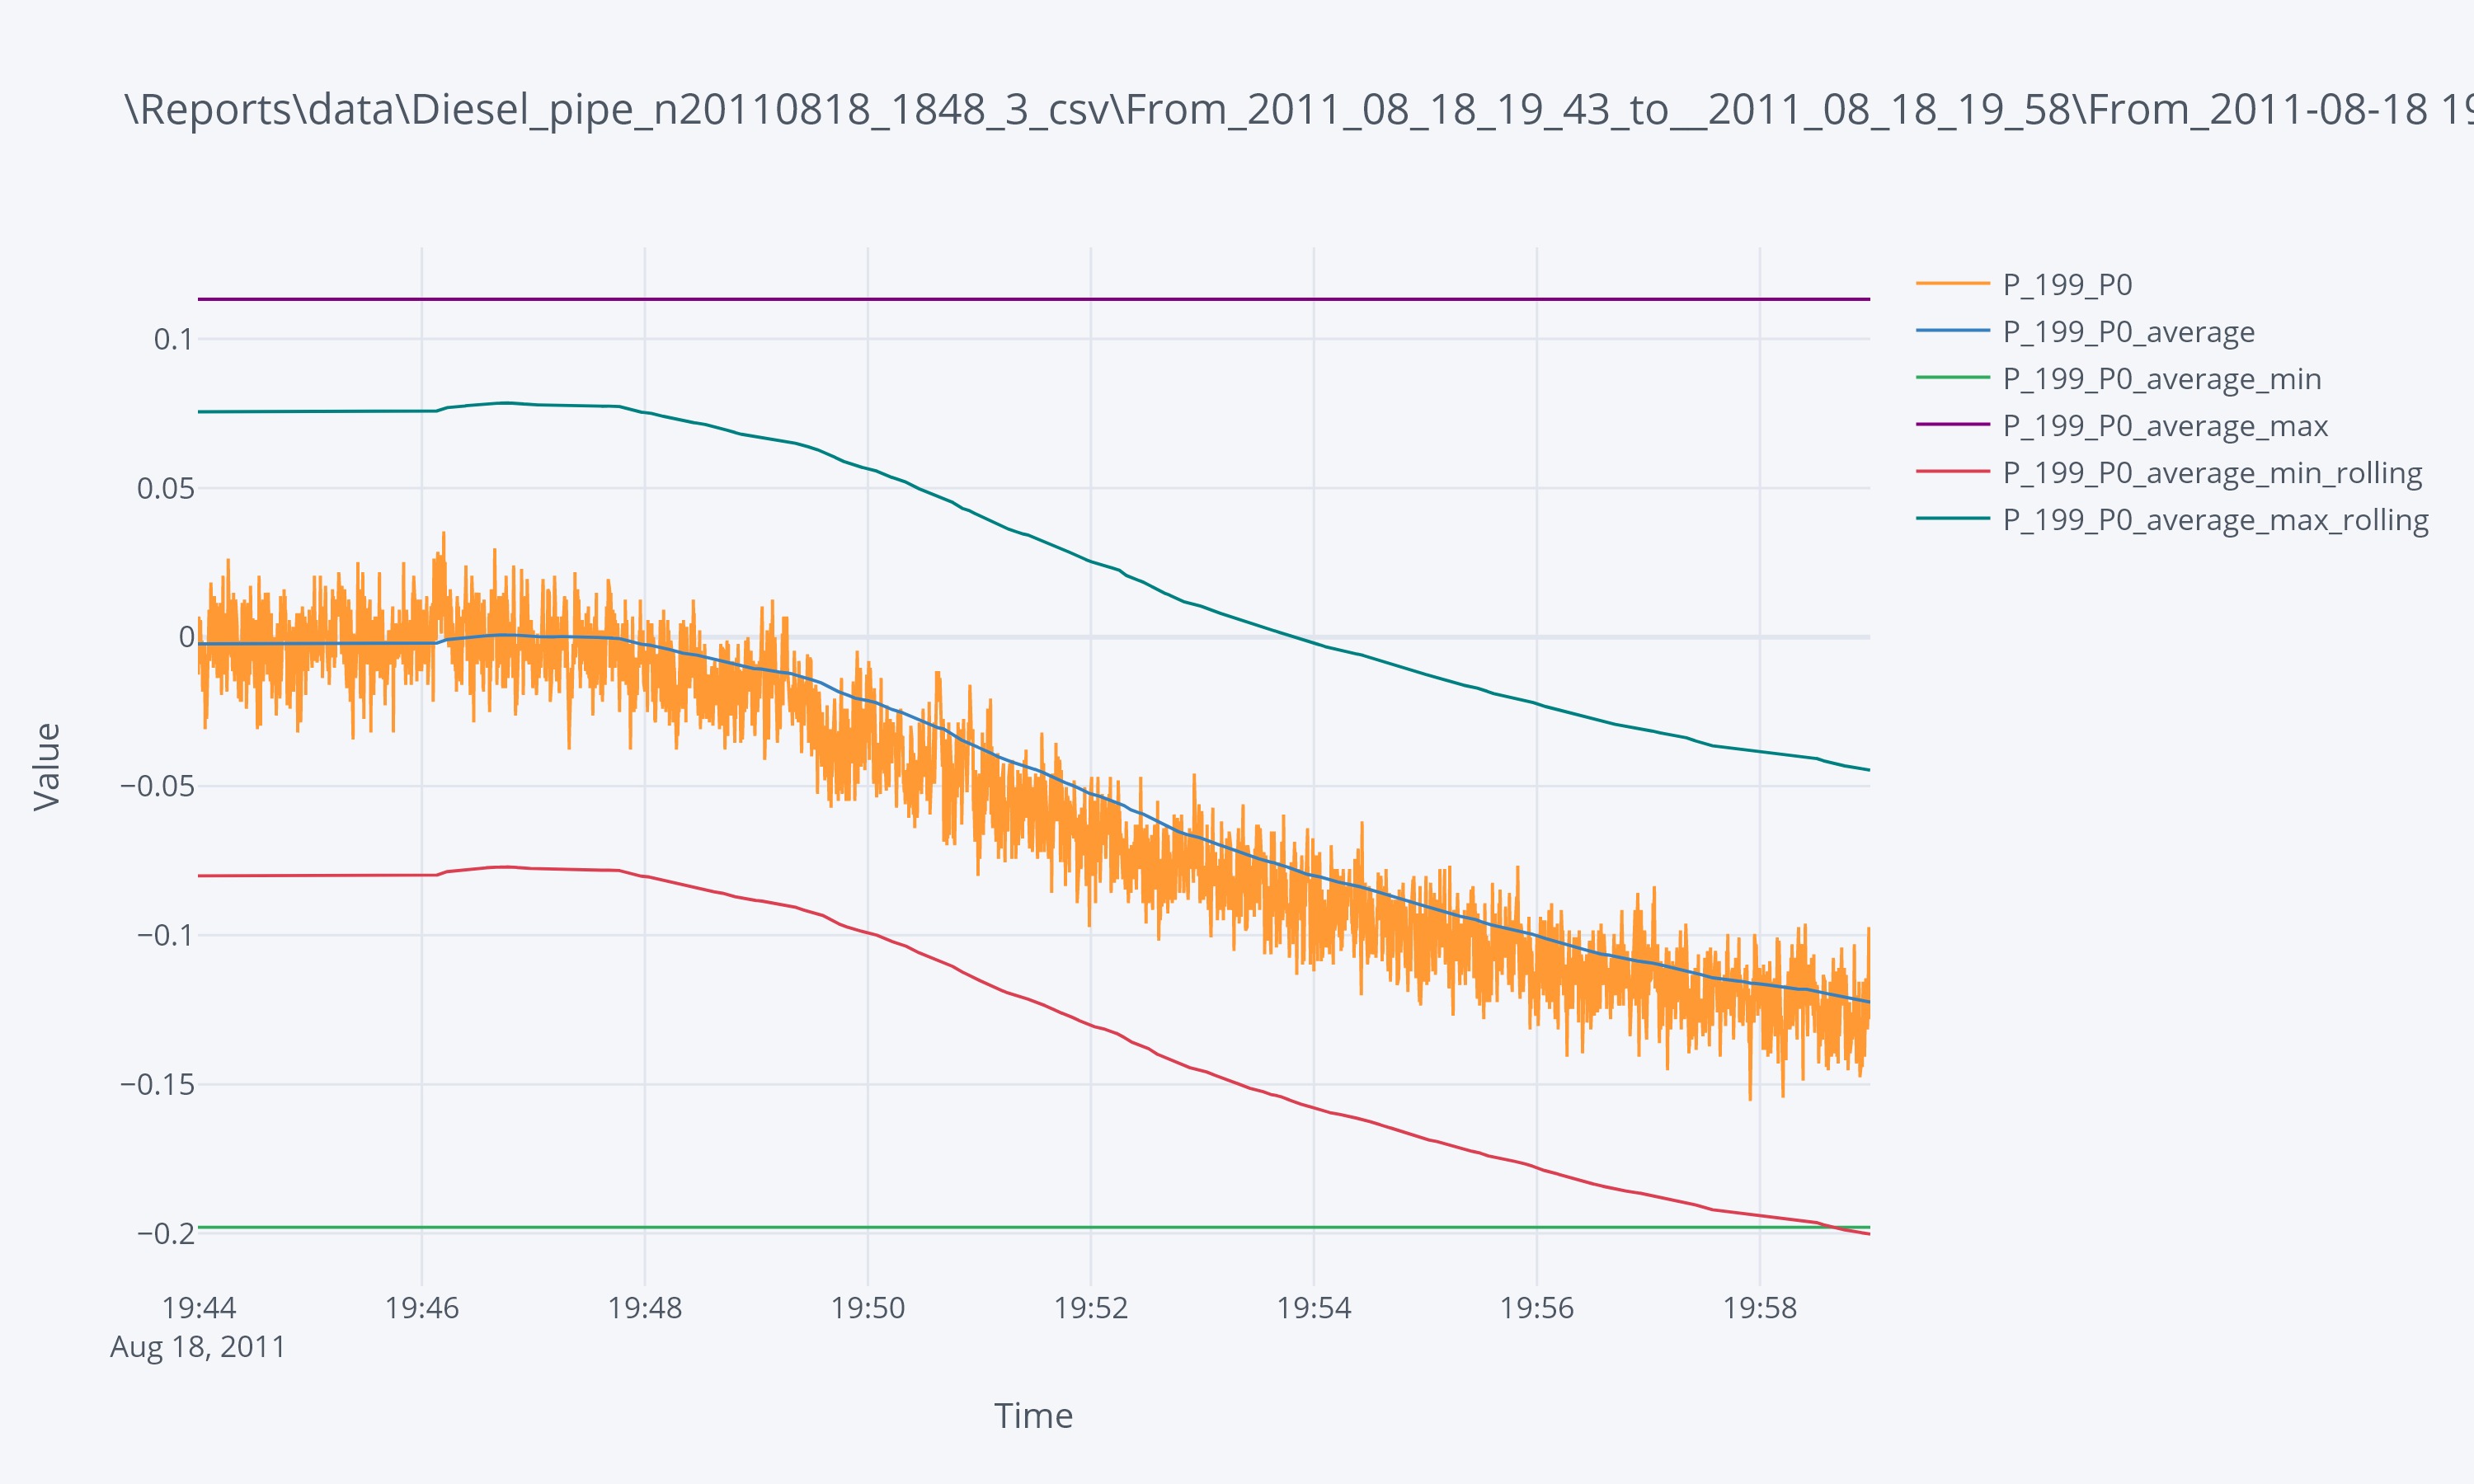 \Reports\data\Diesel_pipe_n20110818_1848_3_csv\From_2011_08_18_19_43_to__2011_08_18_19_58\From_2011-08-18 19
P_199_P0
P_199_P0_average
P_199_P0_average_min
P_199_P0_average_max
P_199_P0_average_min_rolling
P_199_P0_average_max_rolling
0.1
0.05
0
−0.05
−0.1
−0.15
−0.2
Value
19:44 19:46 19:48 19:50 19:52 19:54 19:56 19:58
Aug 18, 2011
Time